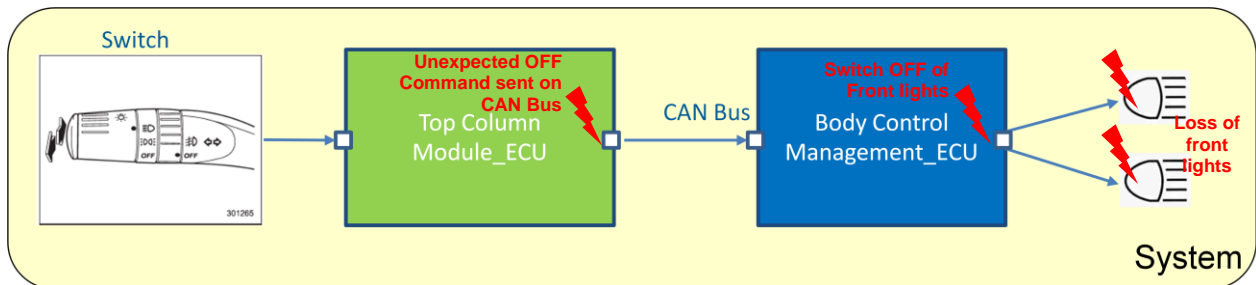 Switch
OFF
OFF
301265
Unexpected OFF
Command sent on
CAN Bus
Top Column
Module_ECU
CAN Bus
Switch OFF of
Front lights
Body Control
Management_ECU
Loss of
front
lights
System